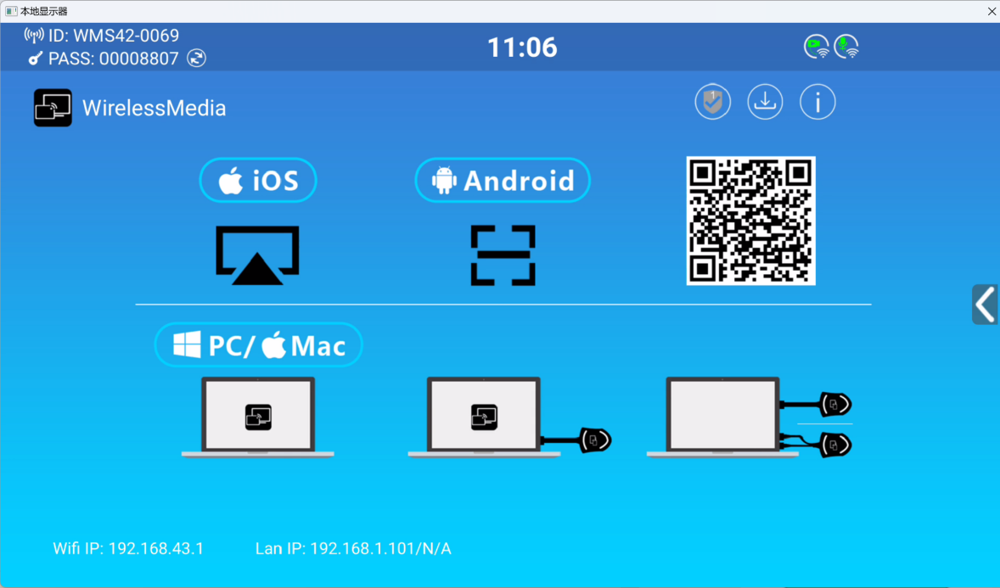 本地显示器
ID: WMS42-0069
11:06
PASS: 00008807
WirelessMedia
1
iOS
Android
PC/ Mac
Wifi IP: 192.168.43.1
Lan IP: 192.168.1.101/N/A